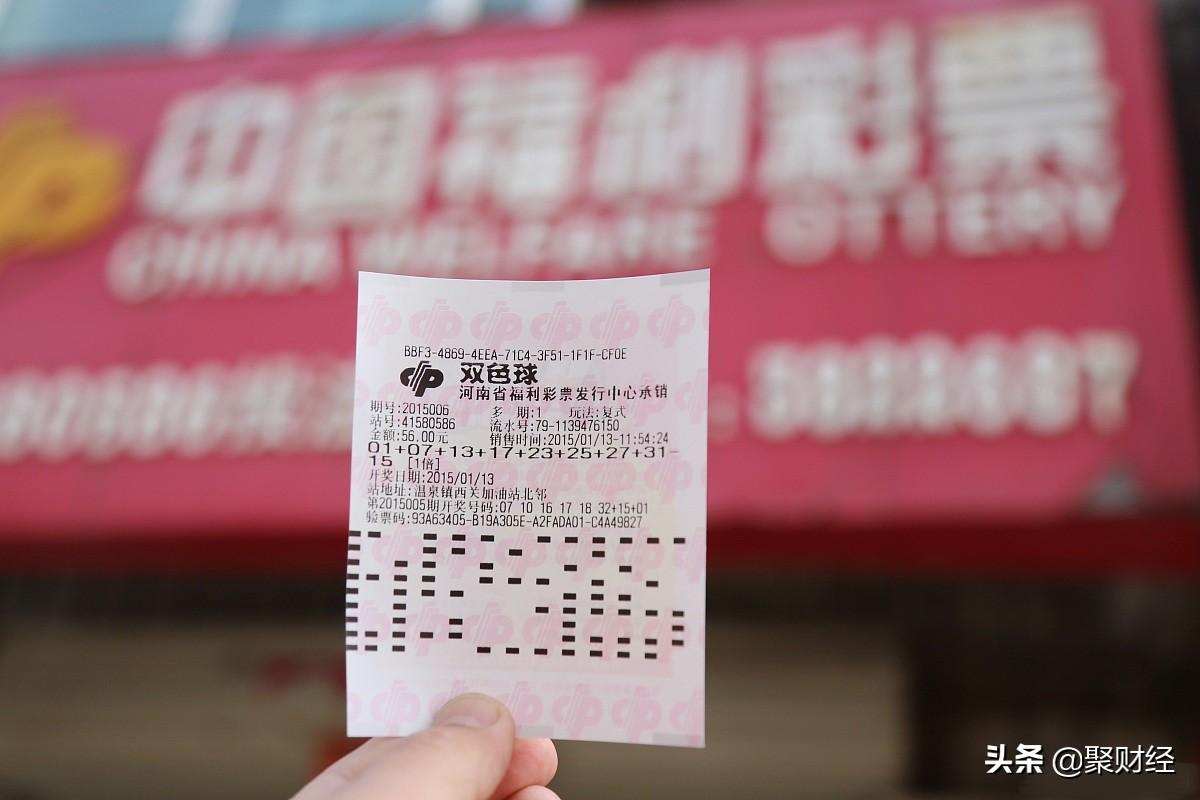 中国福利彩票
CHINA WELFARE LOTTERY
BBF3-4869-4EEA-71C4-3F51-1F1F-CF0E
双色球
河南省福利彩票发行中心承销
期号:2015006 多 期:1 玩法:复式
站号:41580586 流水号:79-1139476150
金额:56.00元 销售时间:2015/01/13-11:54:24
01+07+13+17+23+25+27+31-
15 [1倍]
开奖日期:2015/01/13
站地址:温泉镇西关加油站北邻
第2015005期开奖号码:07 10 16 17 18 32+15+01
验票码:93A63405-B19A305E-A2FADA01-C4A49827
头条 @聚财经